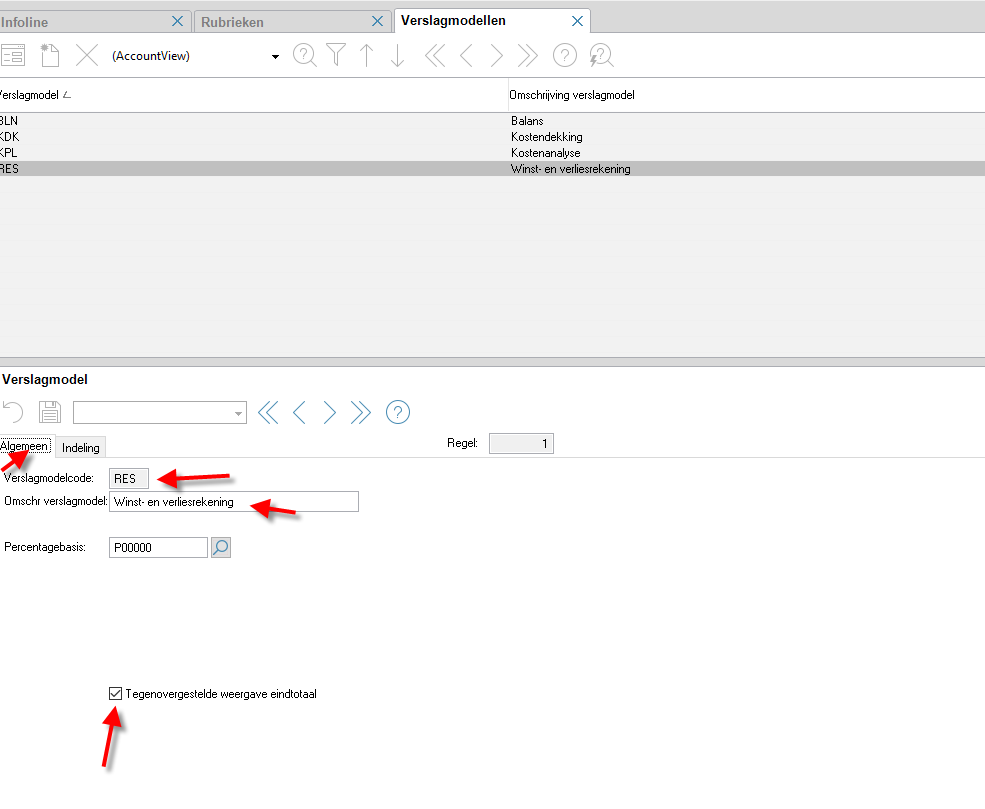 Infoline Rubrieken Verslagmodellen
(AccountView)
Verslagmodel Omschrijving verslagmodel
BLN Balans
KDK Kostendekking
KPL Kostenanalyse
RES Winst- en verliesrekening
Verslagmodel
Algemeen Indeling Regel: 1
Verslagmodelcode: RES
Omschr verslagmodel: Winst- en verliesrekening
Percentagebasis: P00000
Tegenovergestelde weergave eindtotaal